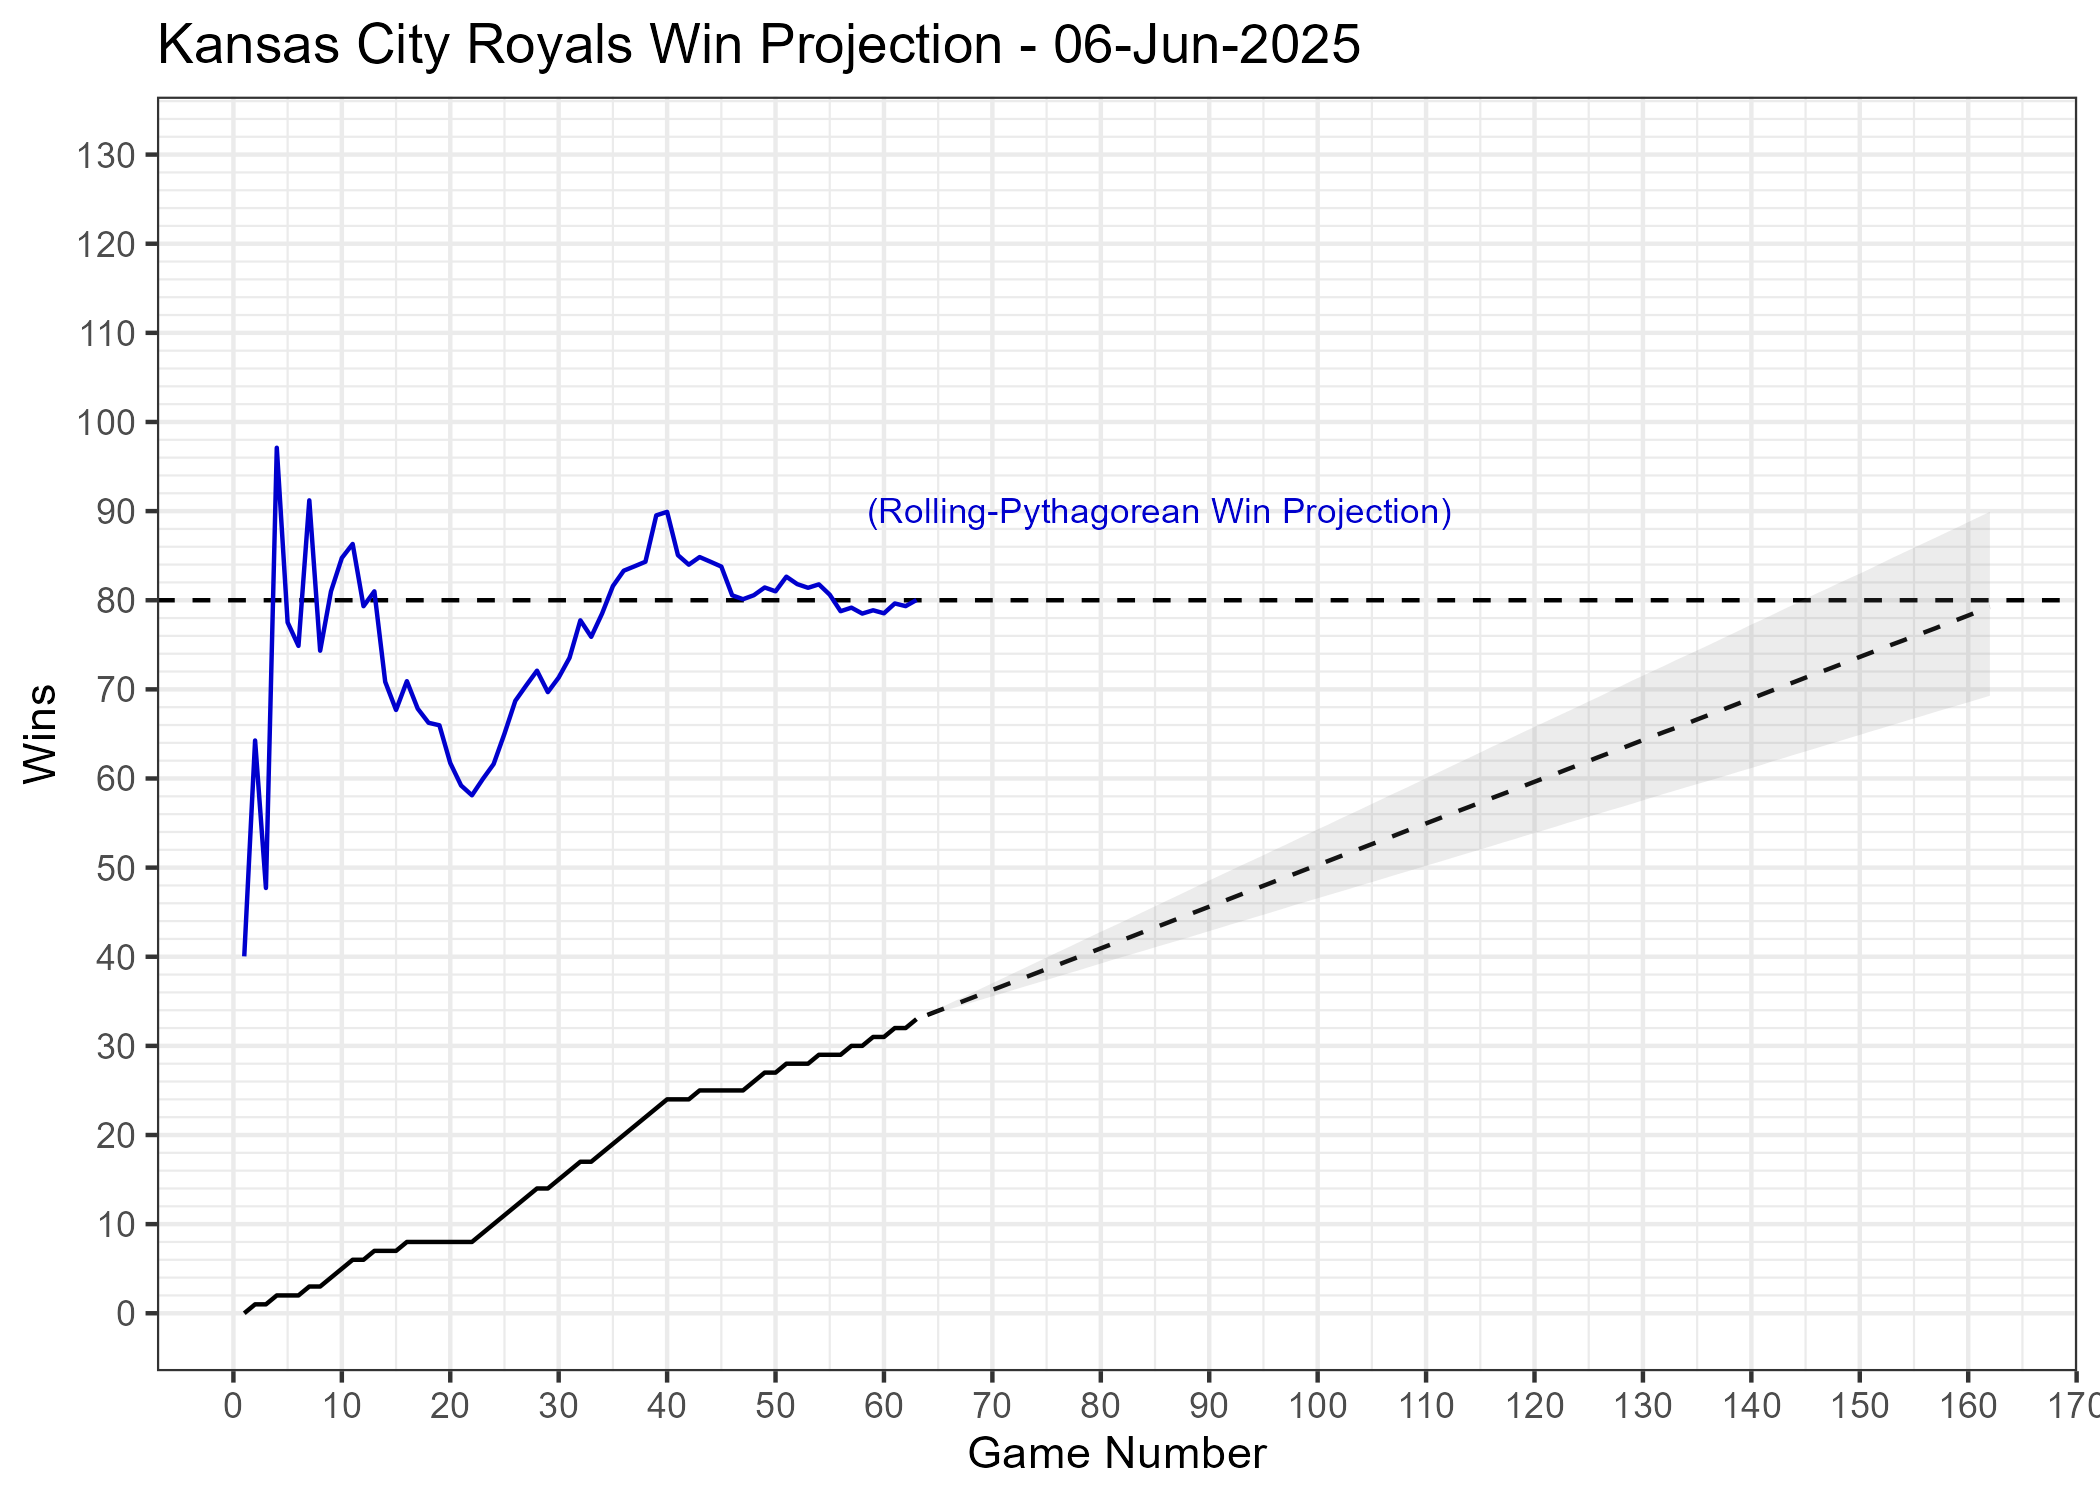 Kansas City Royals Win Projection - 06-Jun-2025
130
120
110
100
90
(Rolling-Pythagorean Win Projection)
80
70
60
50
40
30
20
10
0
Wins
0 10 20 30 40 50 60 70 80 90 100 110 120 130 140 150 160 170
Game Number